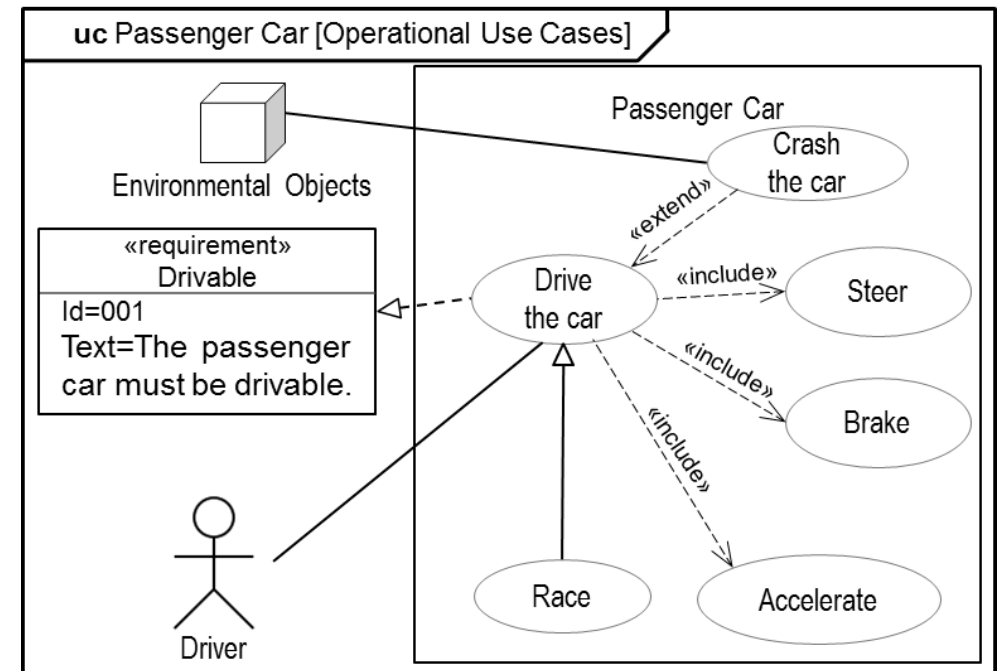 uc Passenger Car [Operational Use Cases]
Passenger Car
Crash
the car
Environmental Objects
«extend»
«requirement»
Drivable
Id=001
Text=The passenger
car must be drivable.
Drive
the car
«include»
Steer
«include»
Brake
«include»
Race
Accelerate
Driver